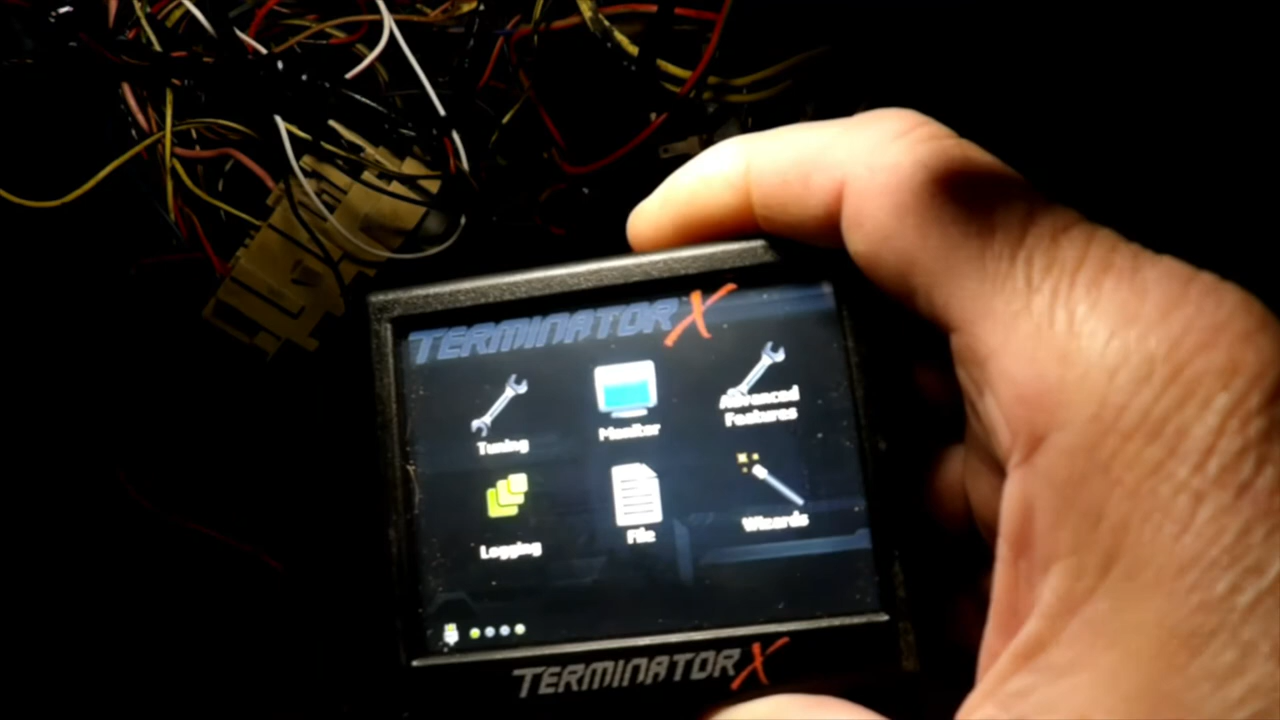 TERMINATOR X
Tuning
Monitor
Advanced
Features
Logging
File
Wizards
TERMINATOR X